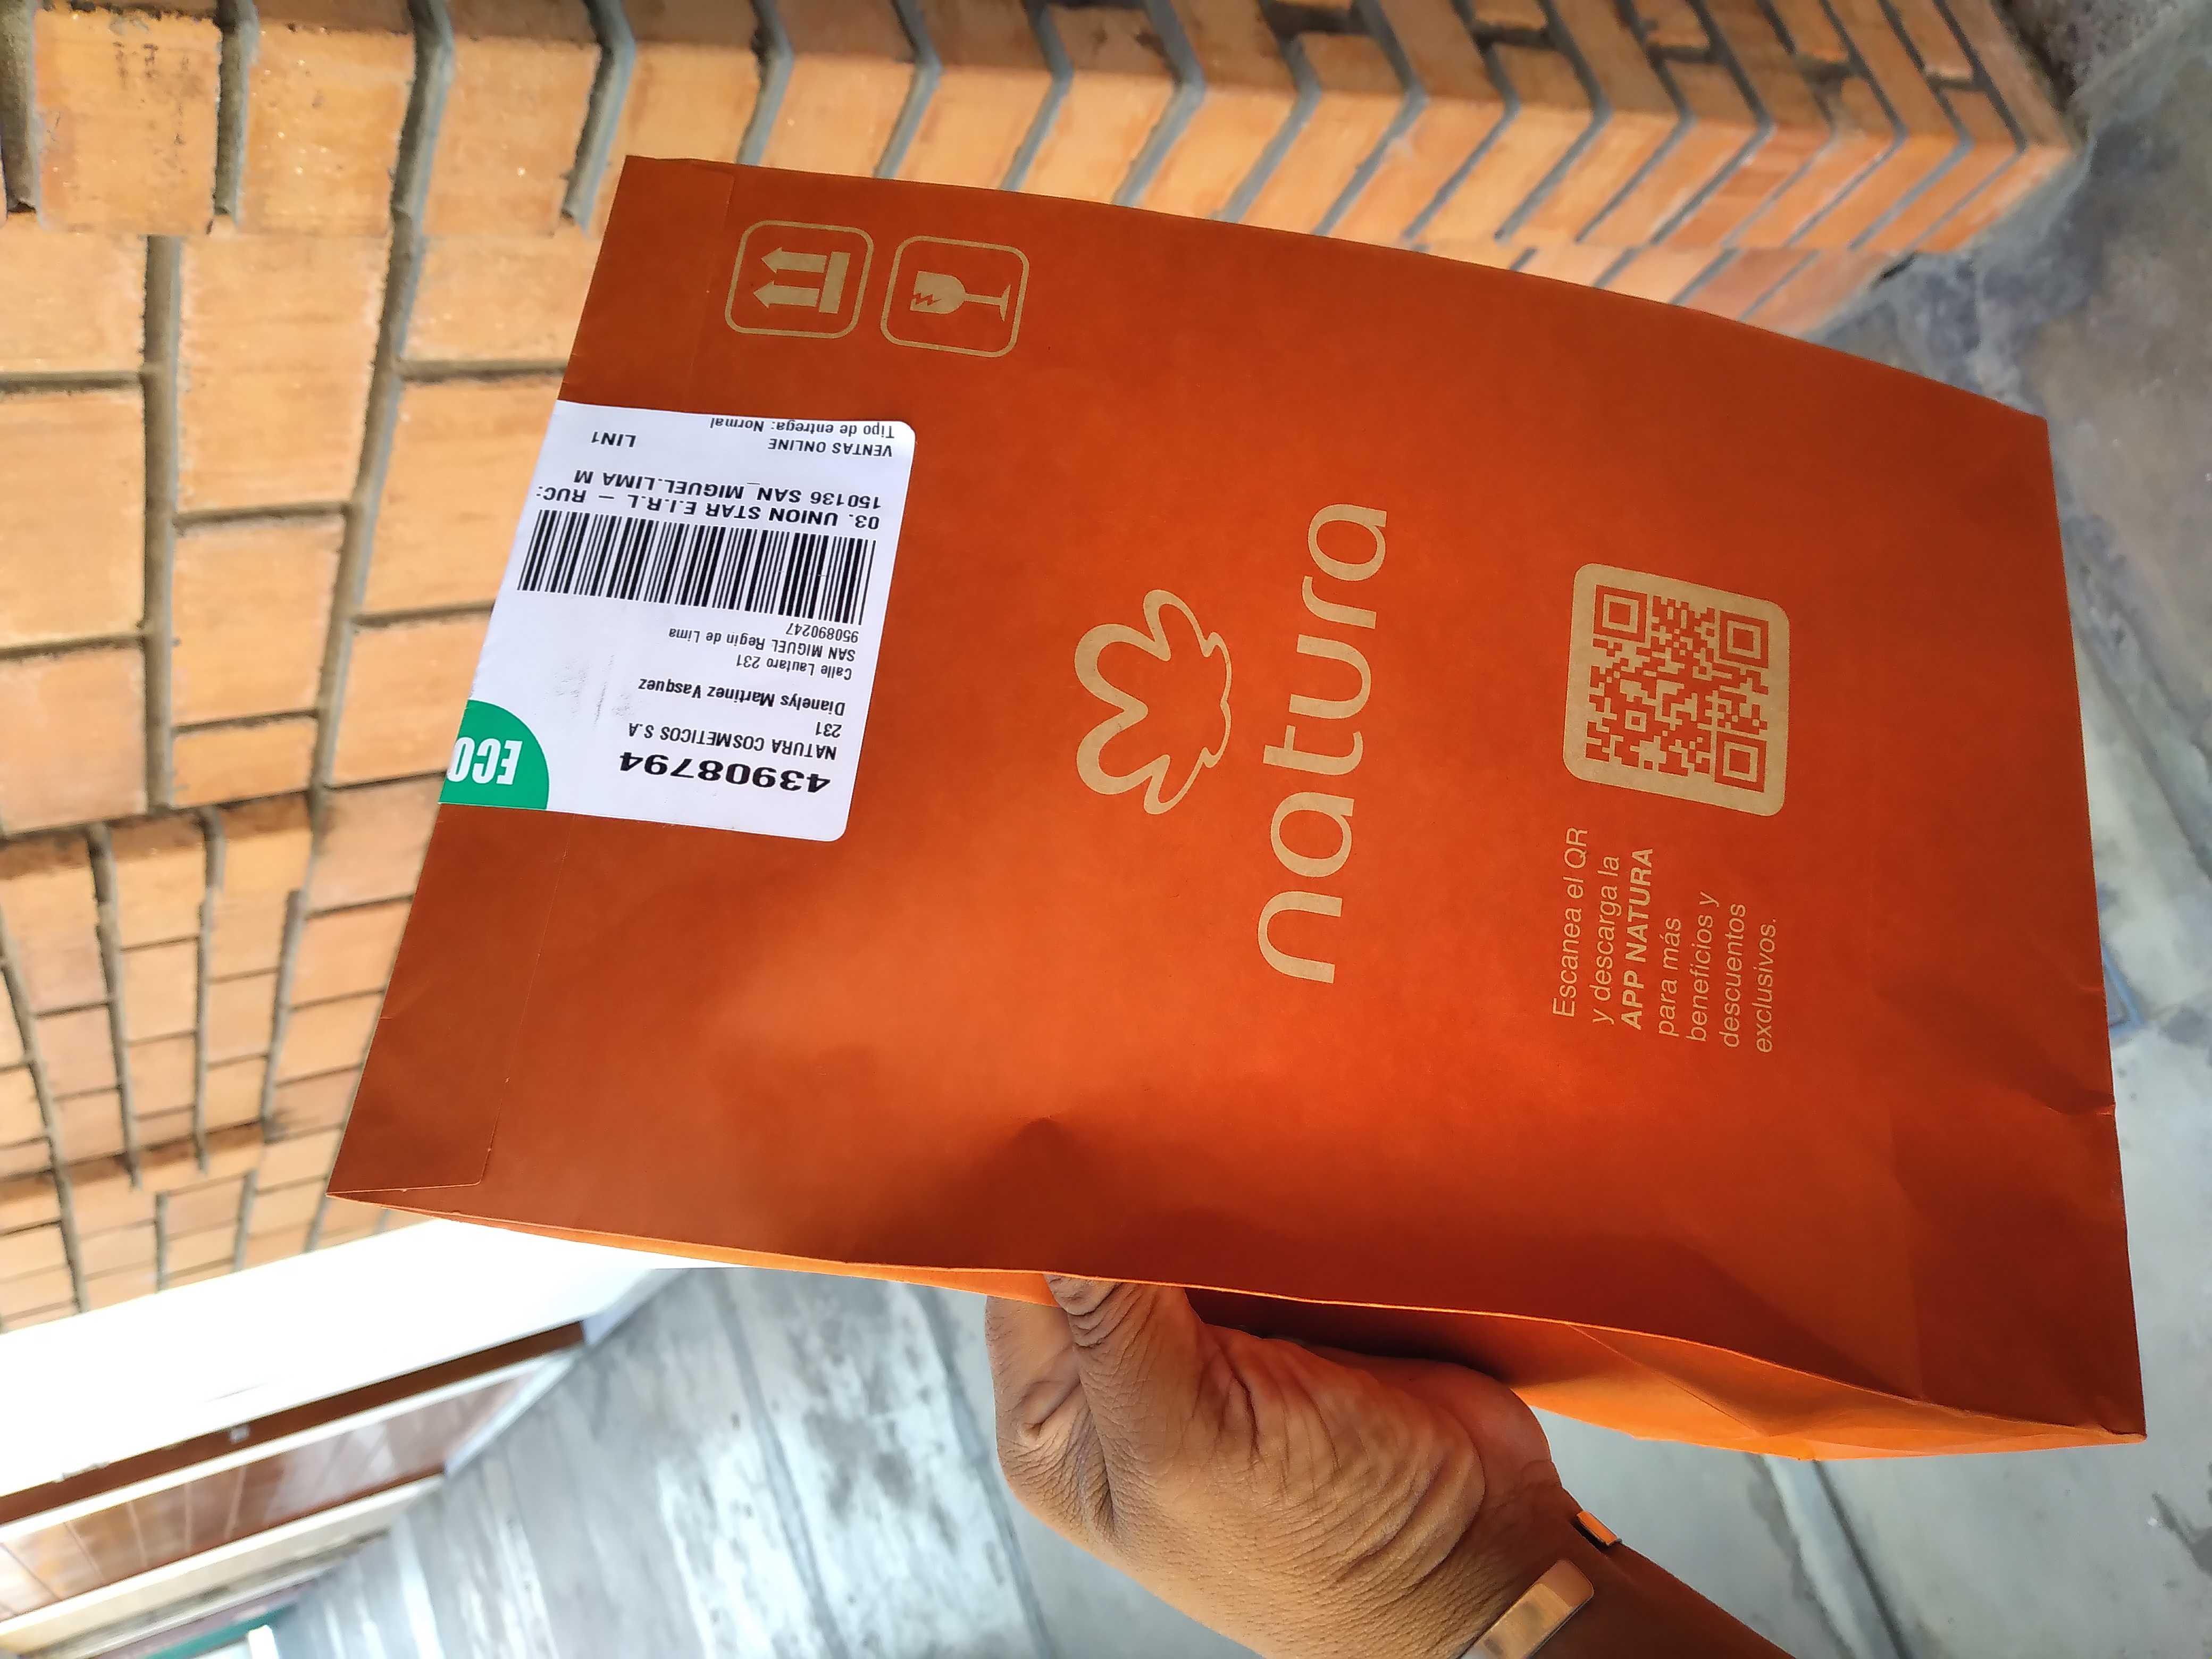 natura
Escanea el QR
y descarga la
APP NATURA
para más
beneficios y
descuentos
exclusivos.
43908794
ECO
NATURA COSMETICOS S.A
231
Dianelys Martinez Vasquez
Calle Lautaro 231
SAN MIGUEL Regin de Lima
950890247
03. UNION STAR E.I.R.L - RUC:
150136 SAN_MIGUEL.LIMA M
VENTAS ONLINE LIN1
Tipo de entrega: Normal